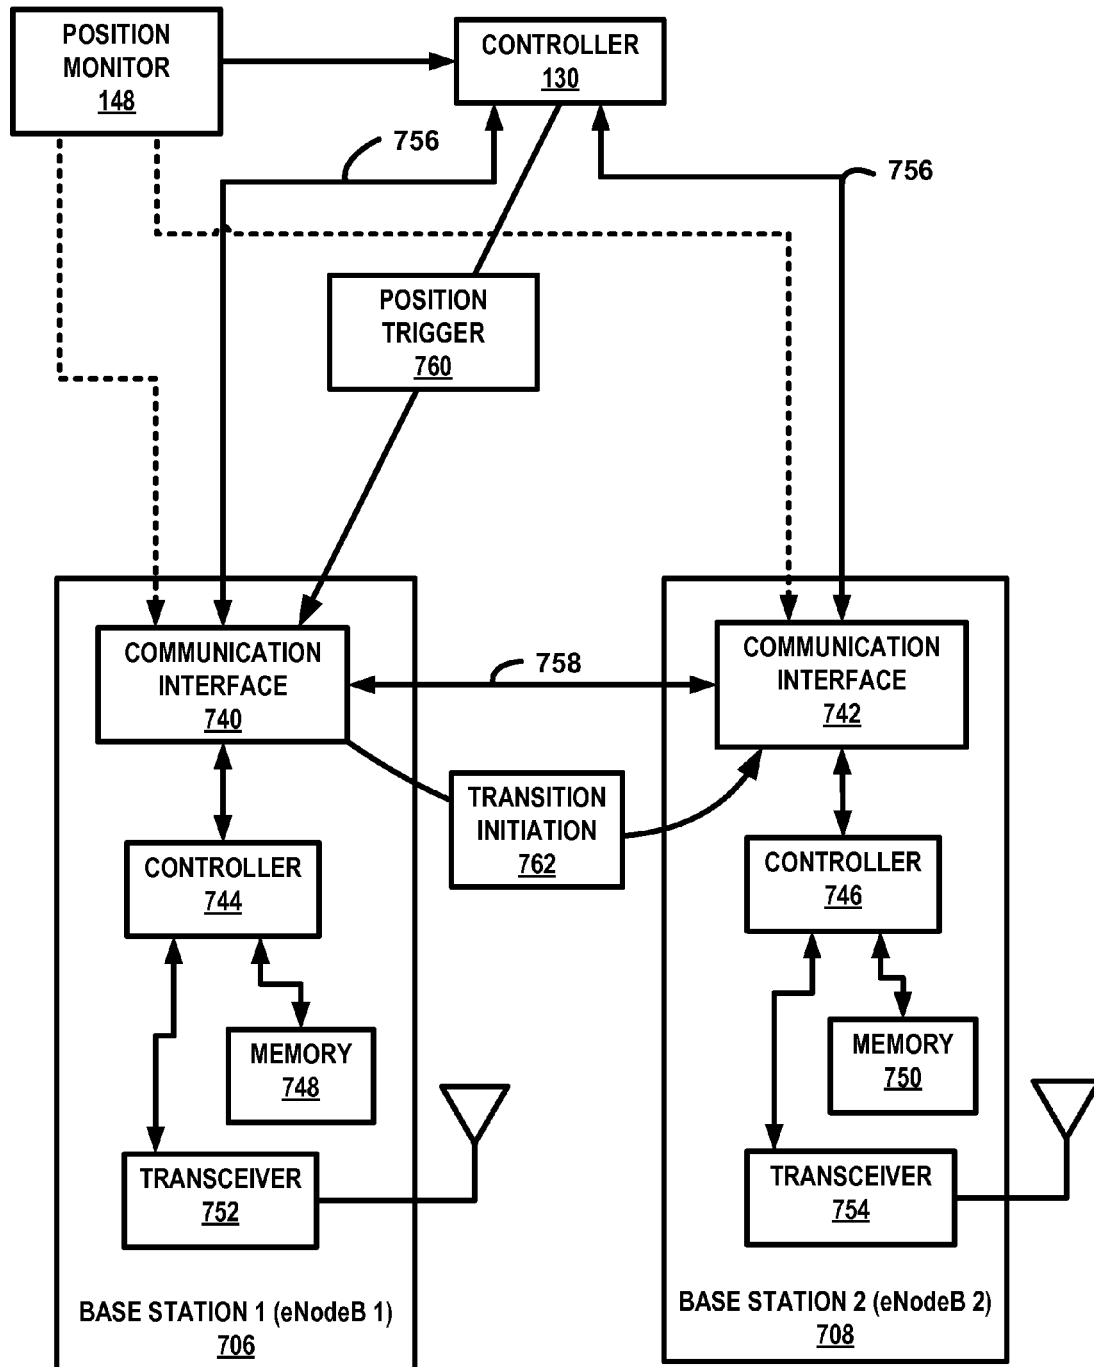 POSITION
MONITOR
148
CONTROLLER
130
756
756
POSITION
TRIGGER
760
COMMUNICATION
INTERFACE
740
758
COMMUNICATION
INTERFACE
742
TRANSITION
INITIATION
762
CONTROLLER
744
CONTROLLER
746
MEMORY
748
MEMORY
750
TRANSCEIVER
752
TRANSCEIVER
754
BASE STATION 1 (eNodeB 1)
706
BASE STATION 2 (eNodeB 2)
708